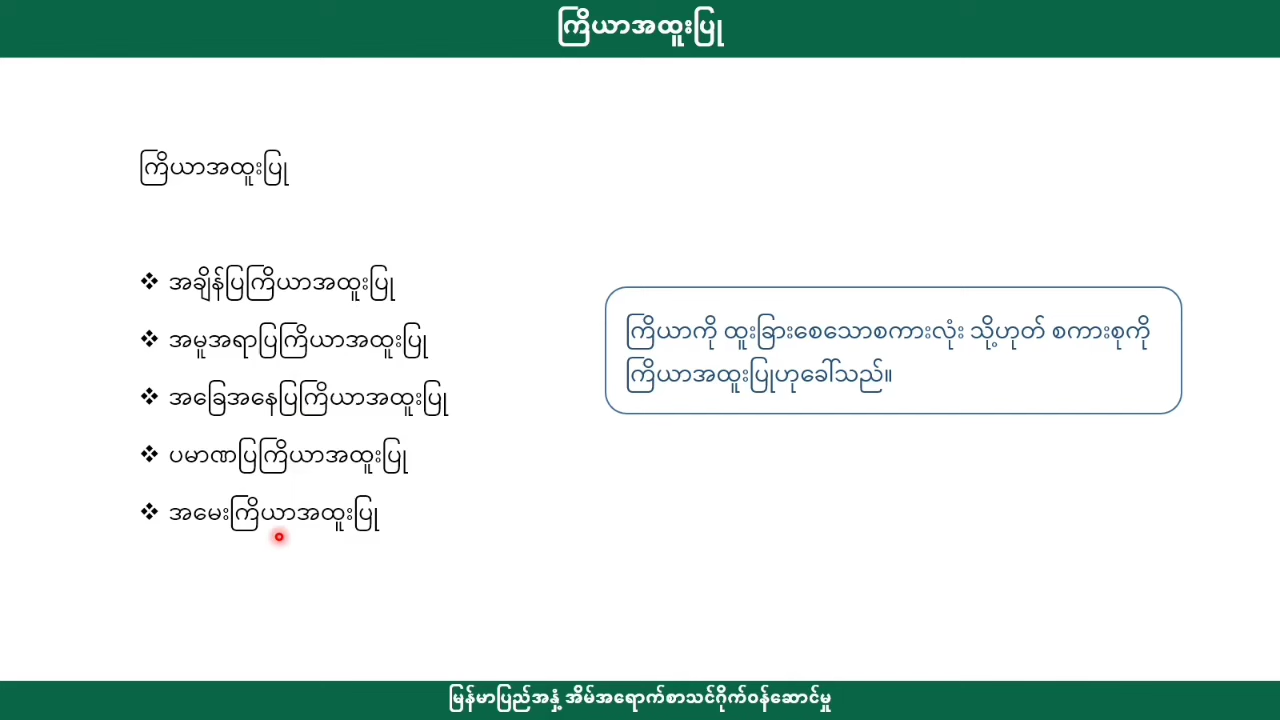 ကြိယာအထူးပြု
ကြိယာအထူးပြု
❖ အချိန်ပြကြိယာအထူးပြု
❖ အမူအရာပြကြိယာအထူးပြု
❖ အခြေအနေပြကြိယာအထူးပြု
❖ ပမာဏပြကြိယာအထူးပြု
❖ အမေးကြိယာအထူးပြု
ကြိယာကို ထူးခြားစေသောစကားလုံး သို့ဟုတ် စကားစုကို
ကြိယာအထူးပြုဟုခေါ်သည်။
မြန်မာပြည်အနှံ့ အိမ်အရောက်စာသင်ဂိုက်ဝန်ဆောင်မှု